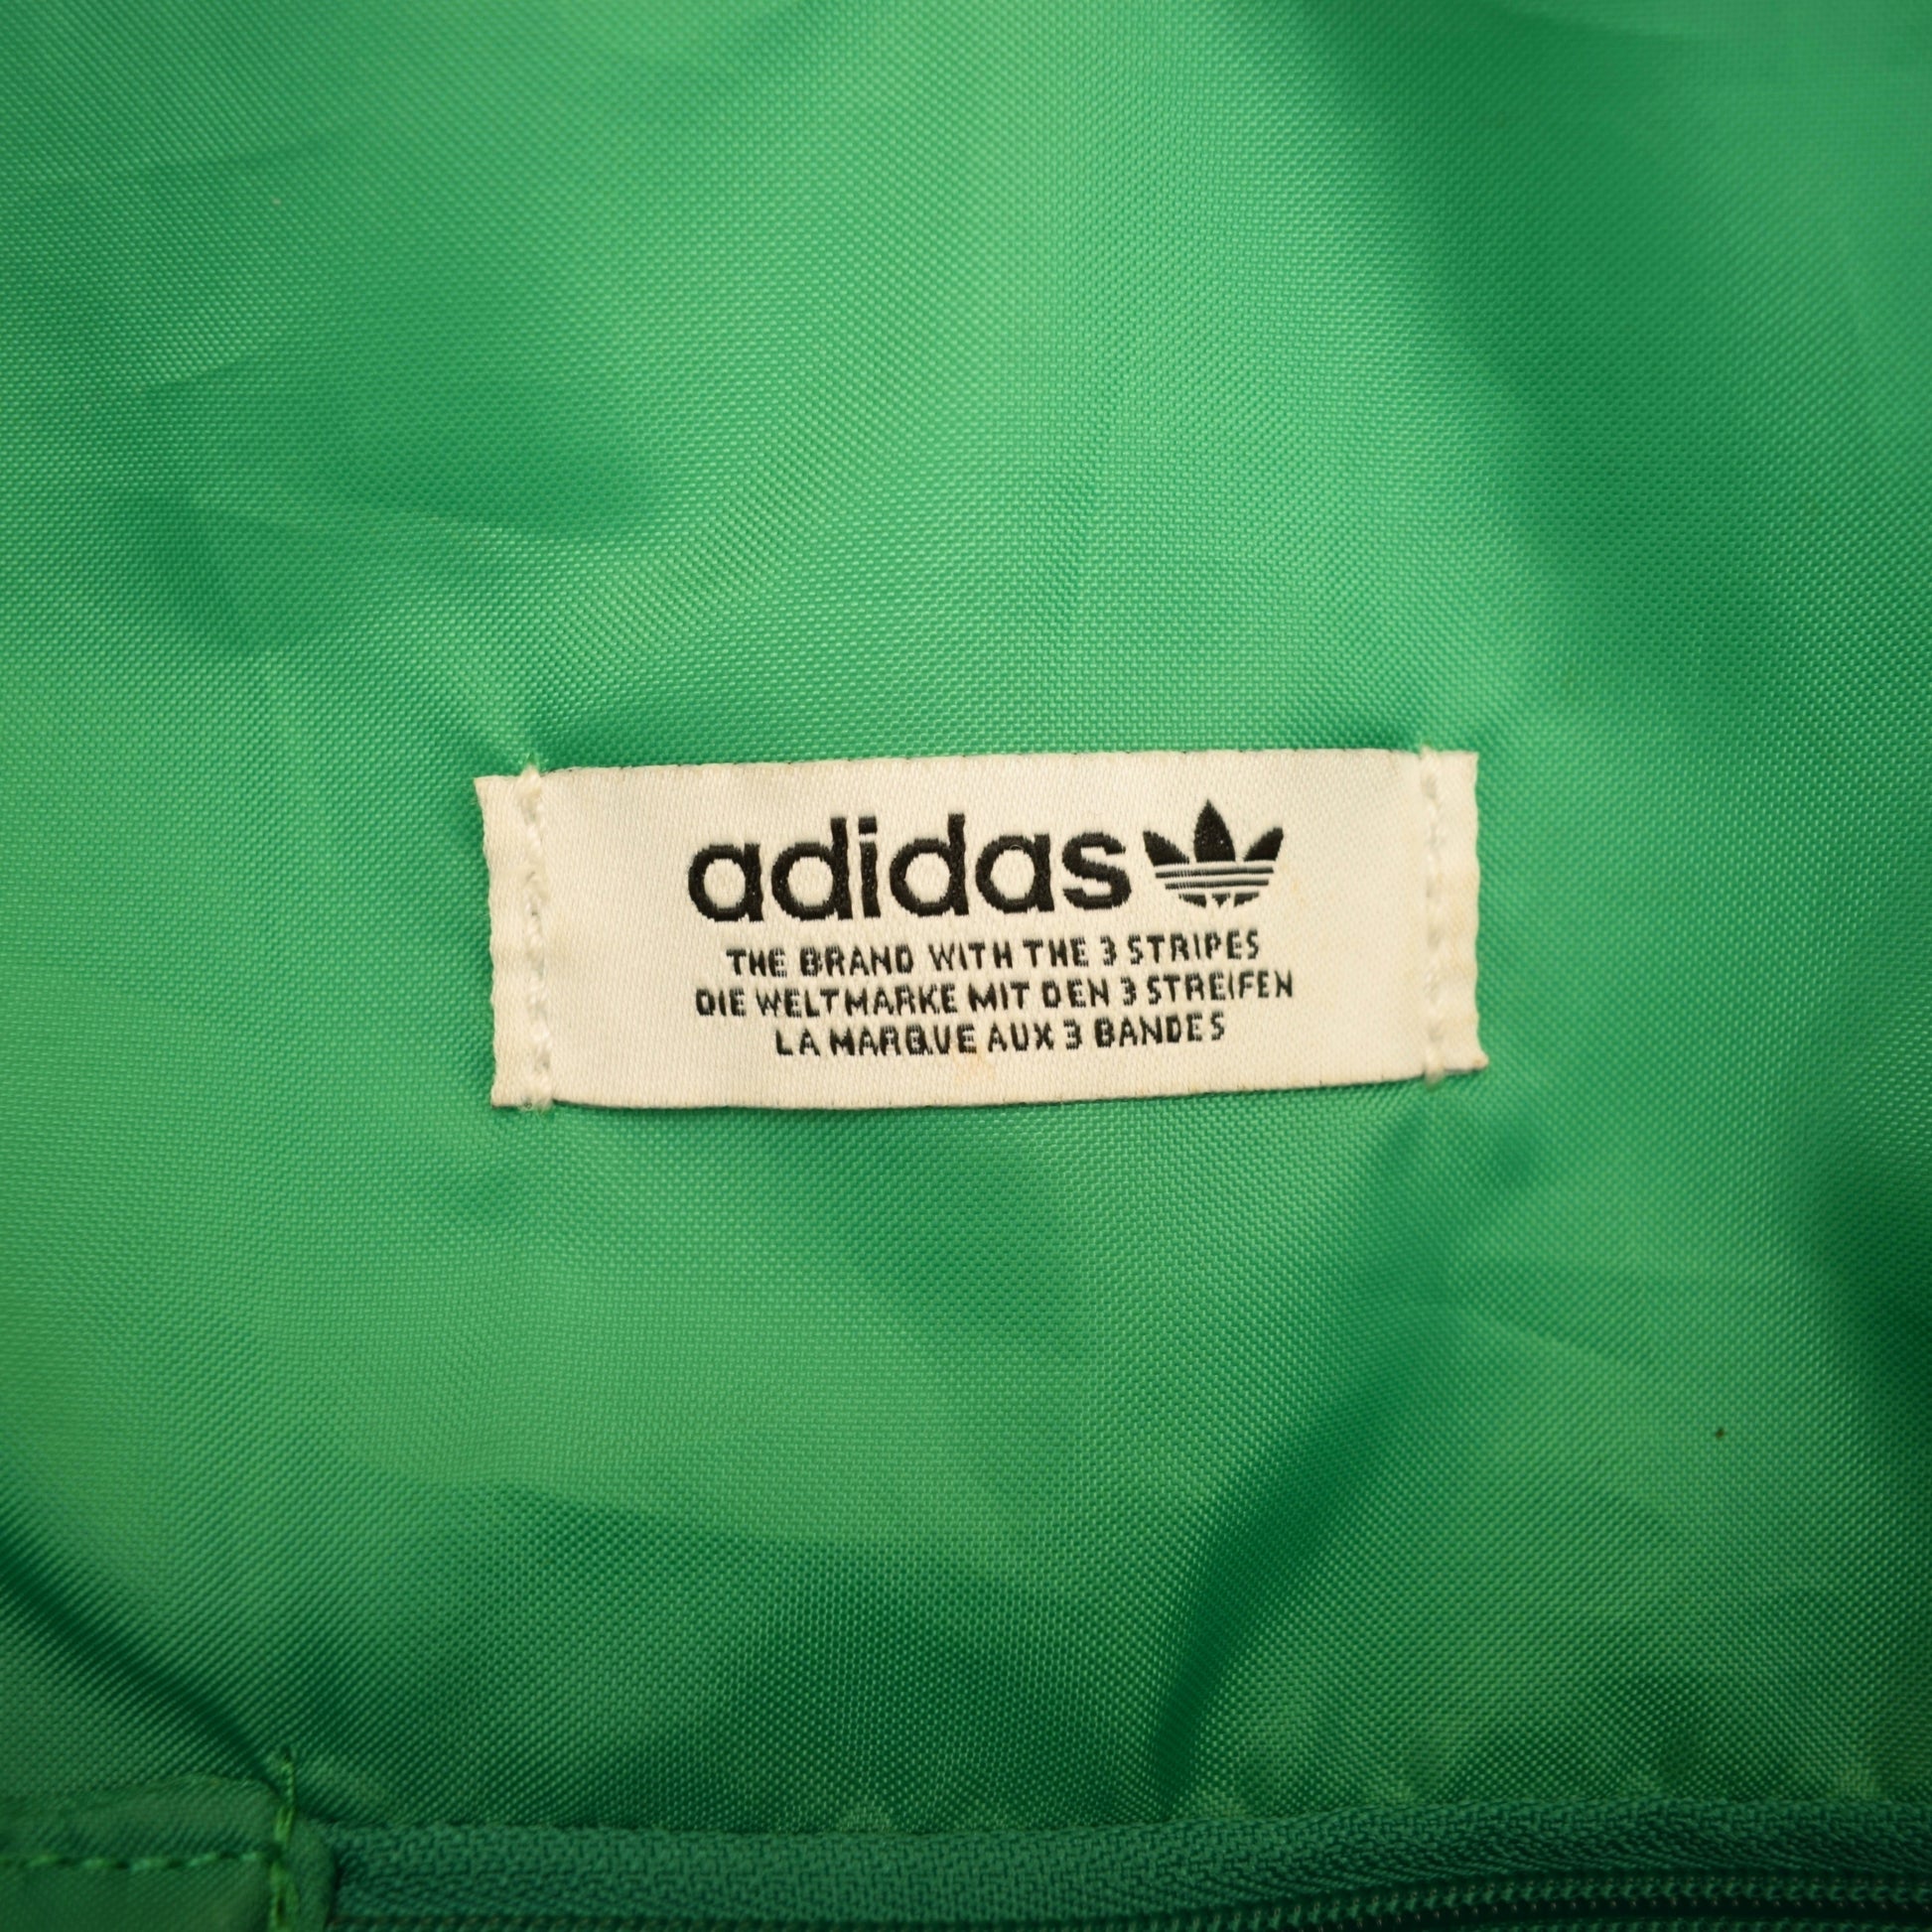 adidas
THE BRAND WITH THE 3 STRIPES
DIE WELTMARKE MIT DEN 3 STREIFEN
LA MARQUE AUX 3 BANDES